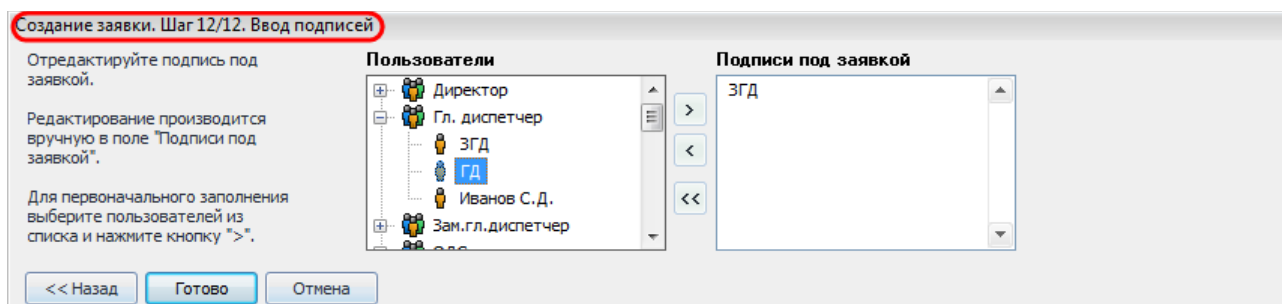 Создание заявки. Шаг 12/12. Ввод подписей
Отредактируйте подпись под
заявкой.
Редактирование производится
вручную в поле "Подписи под
заявкой".
Для первоначального заполнения
выберите пользователей из
списка и нажмите кнопку ">".
Пользователи
Директор
Гл. диспетчер
ЗГД
ГД
Иванов С.Д.
Зам.гл.диспетчер
>
<
<<
Подписи под заявкой
ЗГД
<< Назад
Готово
Отмена